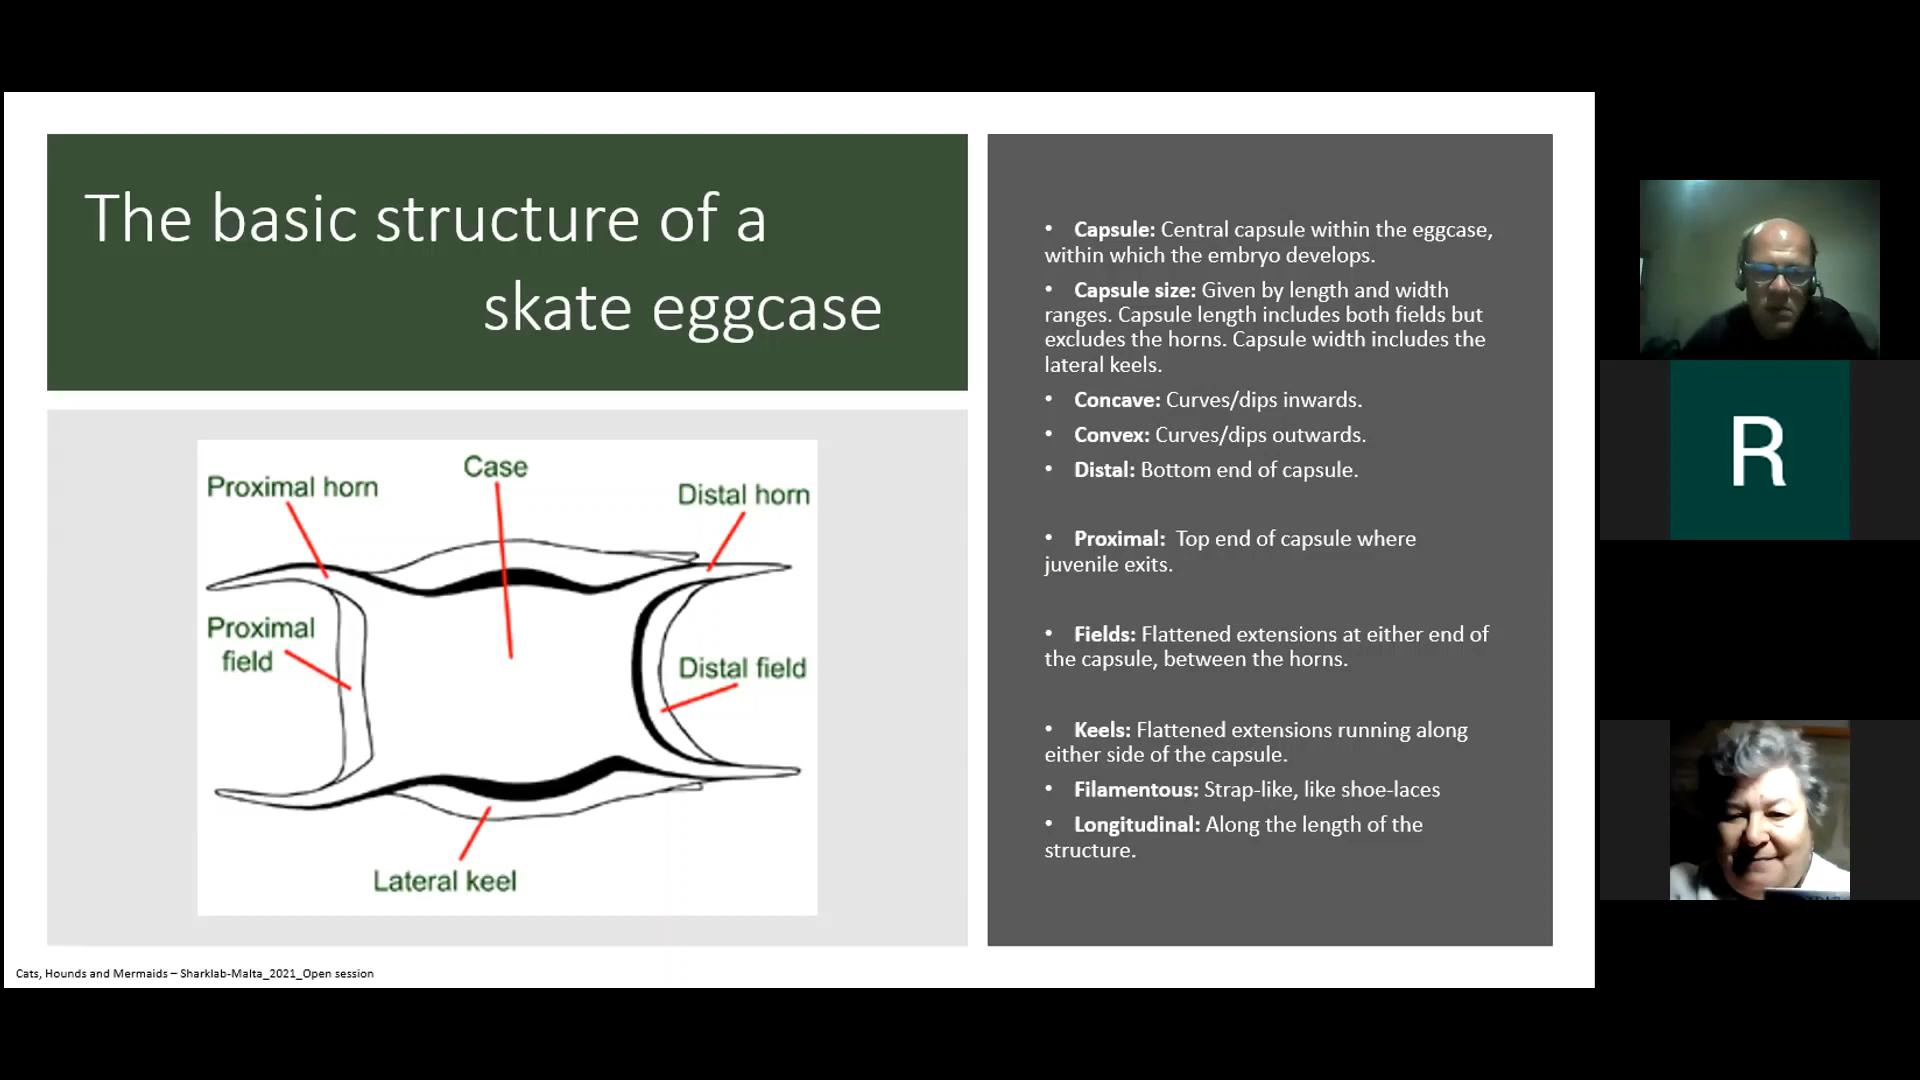 The basic structure of a
skate eggcase
Proximal horn
Case
Distal horn
Proximal
field
Distal field
Lateral keel
• Capsule: Central capsule within the eggcase,
within which the embryo develops.
• Capsule size: Given by length and width
ranges. Capsule length includes both fields but
excludes the horns. Capsule width includes the
lateral keels.
• Concave: Curves/dips inwards.
• Convex: Curves/dips outwards.
• Distal: Bottom end of capsule.
• Proximal: Top end of capsule where
juvenile exits.
• Fields: Flattened extensions at either end of
the capsule, between the horns.
• Keels: Flattened extensions running along
either side of the capsule.
• Filamentous: Strap-like, like shoe-laces
• Longitudinal: Along the length of the
structure.
Cats, Hounds and Mermaids – Sharklab-Malta_2021_Open session
R